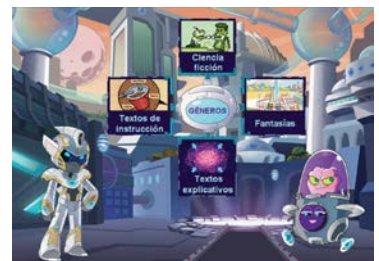 Ciencia
ficción
Textos de
instrucción
GÉNEROS
Fantasías
Textos
explicativos